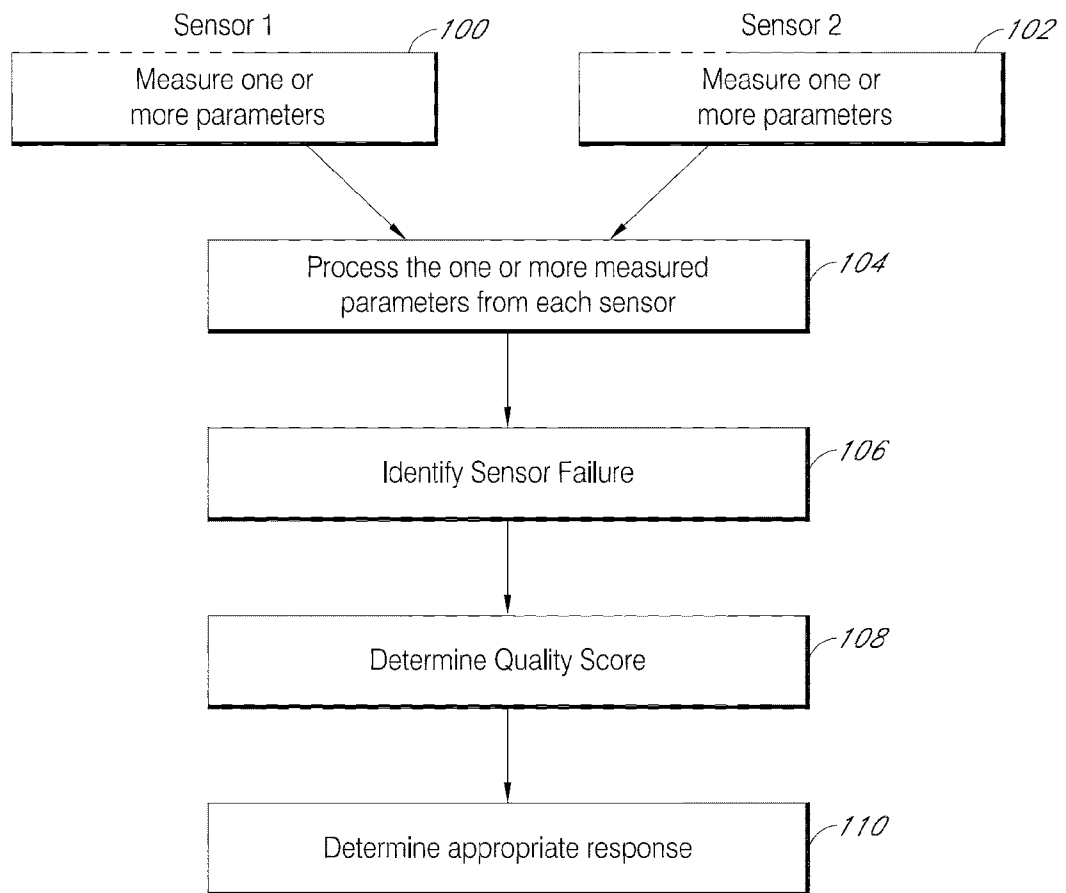 Sensor 1
100
Sensor 2
102
Measure one or
more parameters
Measure one or
more parameters
Process the one or more measured
parameters from each sensor
104
Identify Sensor Failure
106
Determine Quality Score
108
Determine appropriate response
110